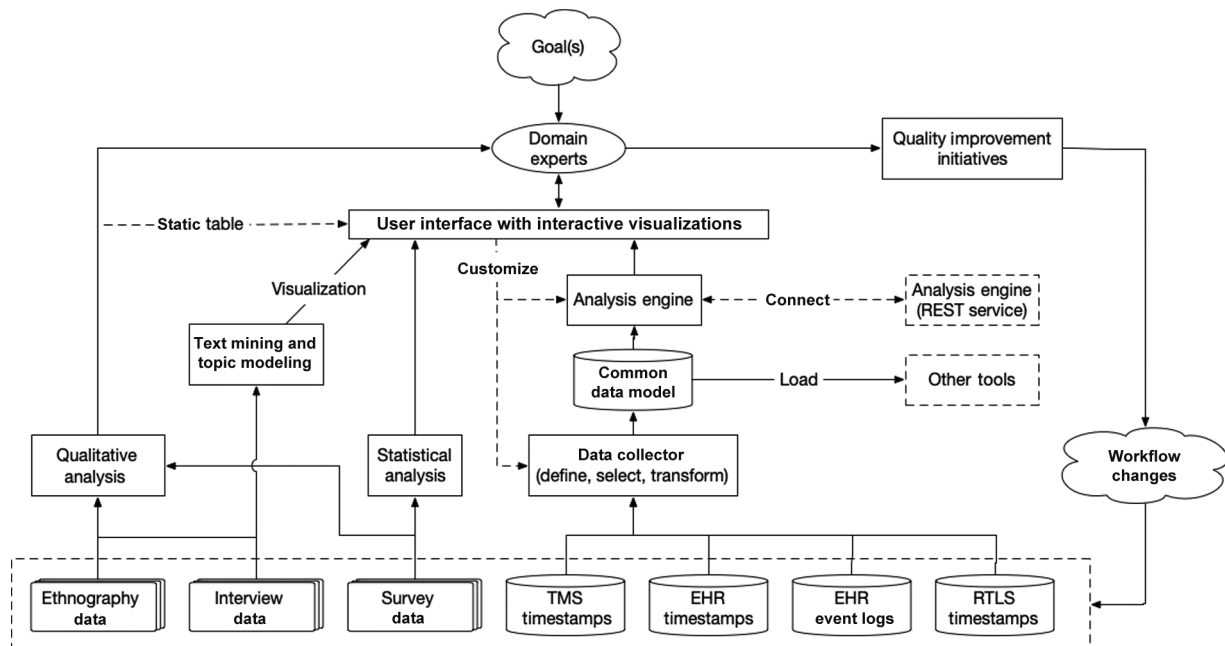 Goal(s)
Domain
experts
Quality improvement
initiatives
Static table
User interface with interactive visualizations
Customize
Visualization
Analysis engine
Connect
Analysis engine
(REST service)
Text mining and
topic modeling
Common
data model
Load
Other tools
Qualitative
analysis
Statistical
analysis
Data collector
(define, select, transform)
Workflow
changes
Ethnography
data
Interview
data
Survey
data
TMS
timestamps
EHR
timestamps
EHR
event logs
RTLS
timestamps